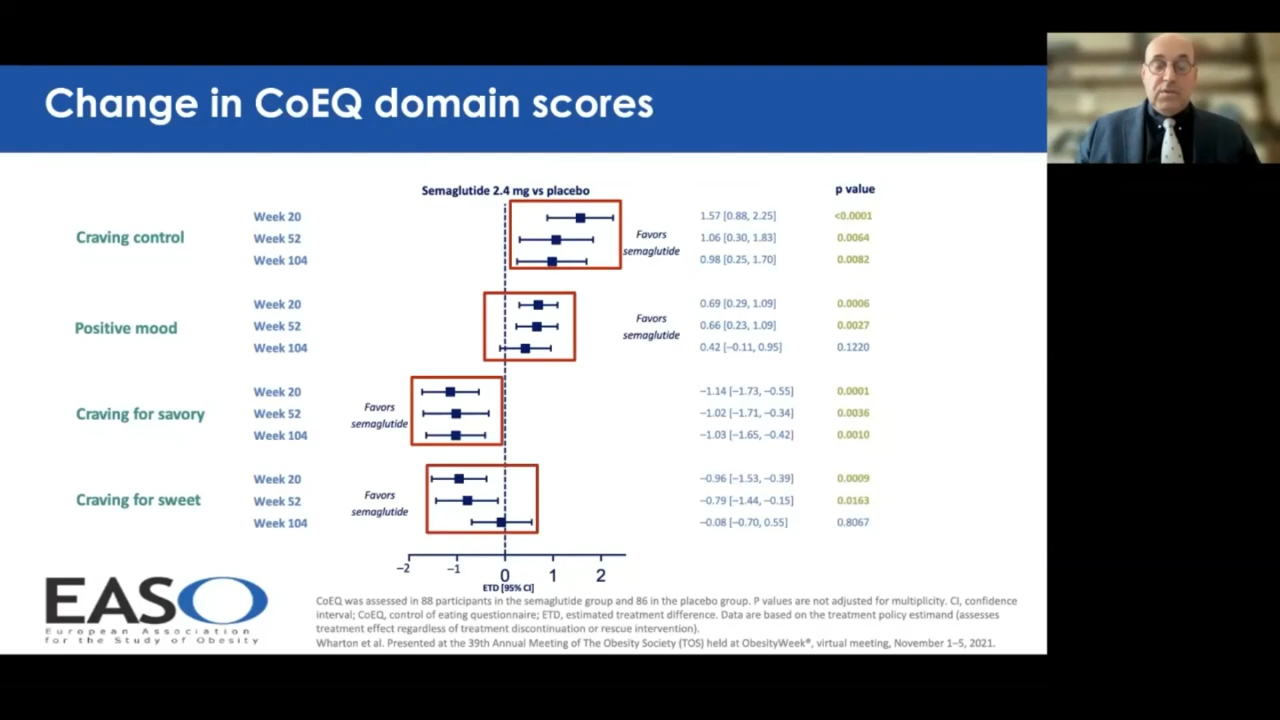 Change in CoEQ domain scores
Semaglutide 2.4 mg vs placebo
p value
Craving control
Week 20
1.57 [0.88, 2.25]
<0.0001
Week 52
1.06 [0.30, 1.83]
0.0064
Week 104
0.98 [0.25, 1.70]
0.0082
Favors
semaglutide
Positive mood
Week 20
0.69 [0.29, 1.09]
0.0006
Week 52
0.66 [0.23, 1.09]
0.0027
Week 104
0.42 [−0.11, 0.95]
0.1220
Favors
semaglutide
Craving for savory
Week 20
−1.14 [−1.73, −0.55]
0.0001
Week 52
−1.02 [−1.71, −0.34]
0.0036
Week 104
−1.03 [−1.65, −0.42]
0.0010
Favors
semaglutide
Craving for sweet
Week 20
−0.96 [−1.53, −0.39]
0.0009
Week 52
−0.79 [−1.44, −0.15]
0.0163
Week 104
−0.08 [−0.70, 0.55]
0.8067
Favors
semaglutide
−2 −1 0 1 2
ETD [95% CI]
EASO
European Association
for the Study of Obesity
CoEQ was assessed in 88 participants in the semaglutide group and 86 in the placebo group. P values are not adjusted for multiplicity. CI, confidence
interval; CoEQ, control of eating questionnaire; ETD, estimated treatment difference. Data are based on the treatment policy estimand (assesses
treatment effect regardless of treatment discontinuation or rescue intervention).
Wharton et al. Presented at the 39th Annual Meeting of The Obesity Society (TOS) held at ObesityWeek®, virtual meeting, November 1–5, 2021.